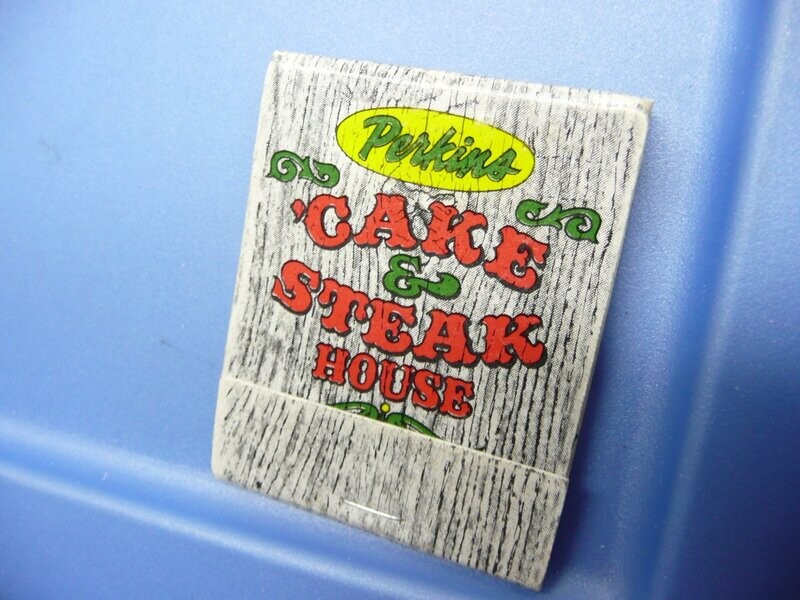 Perkins
'CAKE
&
STEAK
HOUSE